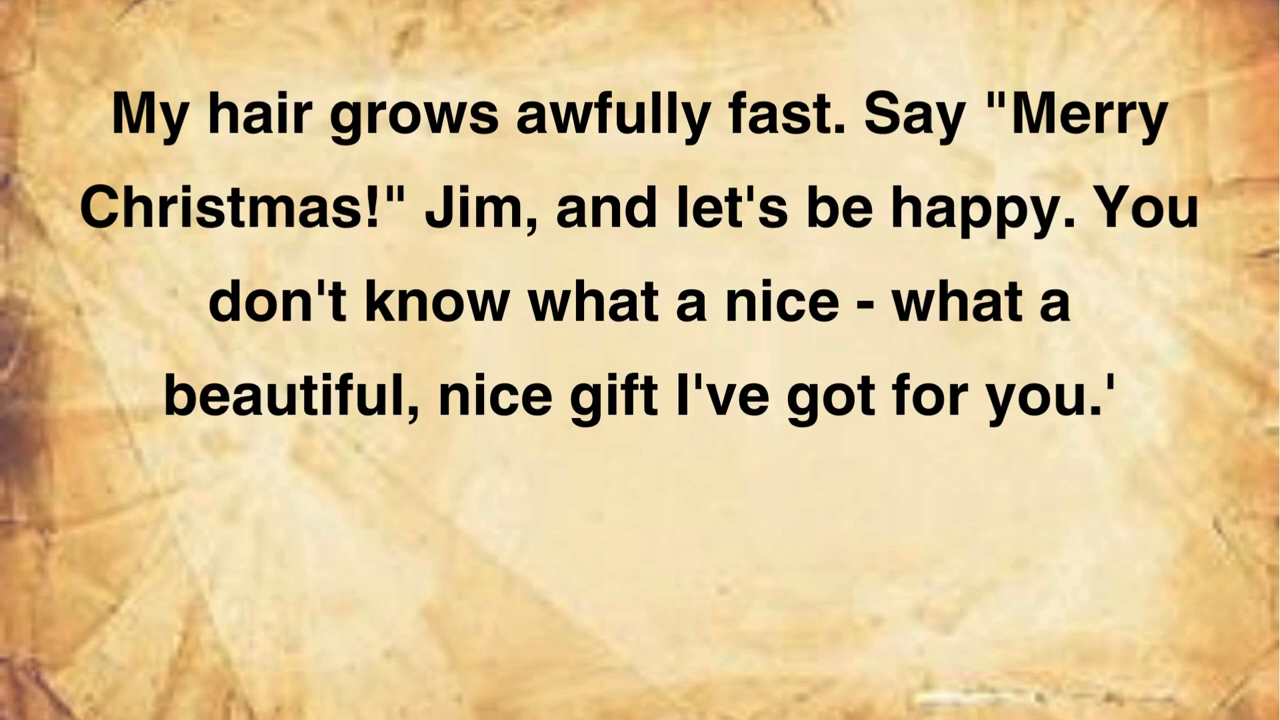 My hair grows awfully fast. Say "Merry
Christmas!" Jim, and let's be happy. You
don't know what a nice - what a
beautiful, nice gift I've got for you.'